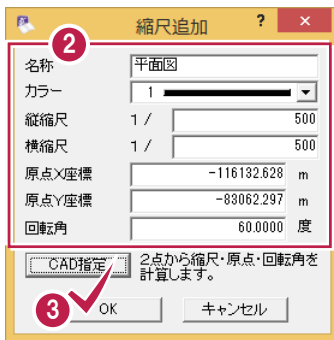 縮尺追加 ? ×
2
名称 平面図
カラー 1
縦縮尺 1 / 500
横縮尺 1 / 500
原点X座標 -116132.628 m
原点Y座標 -83062.297 m
回転角 60.0000 度
CAD指定 2点から縮尺・原点・回転角を
計算します。
3 OK キャンセル